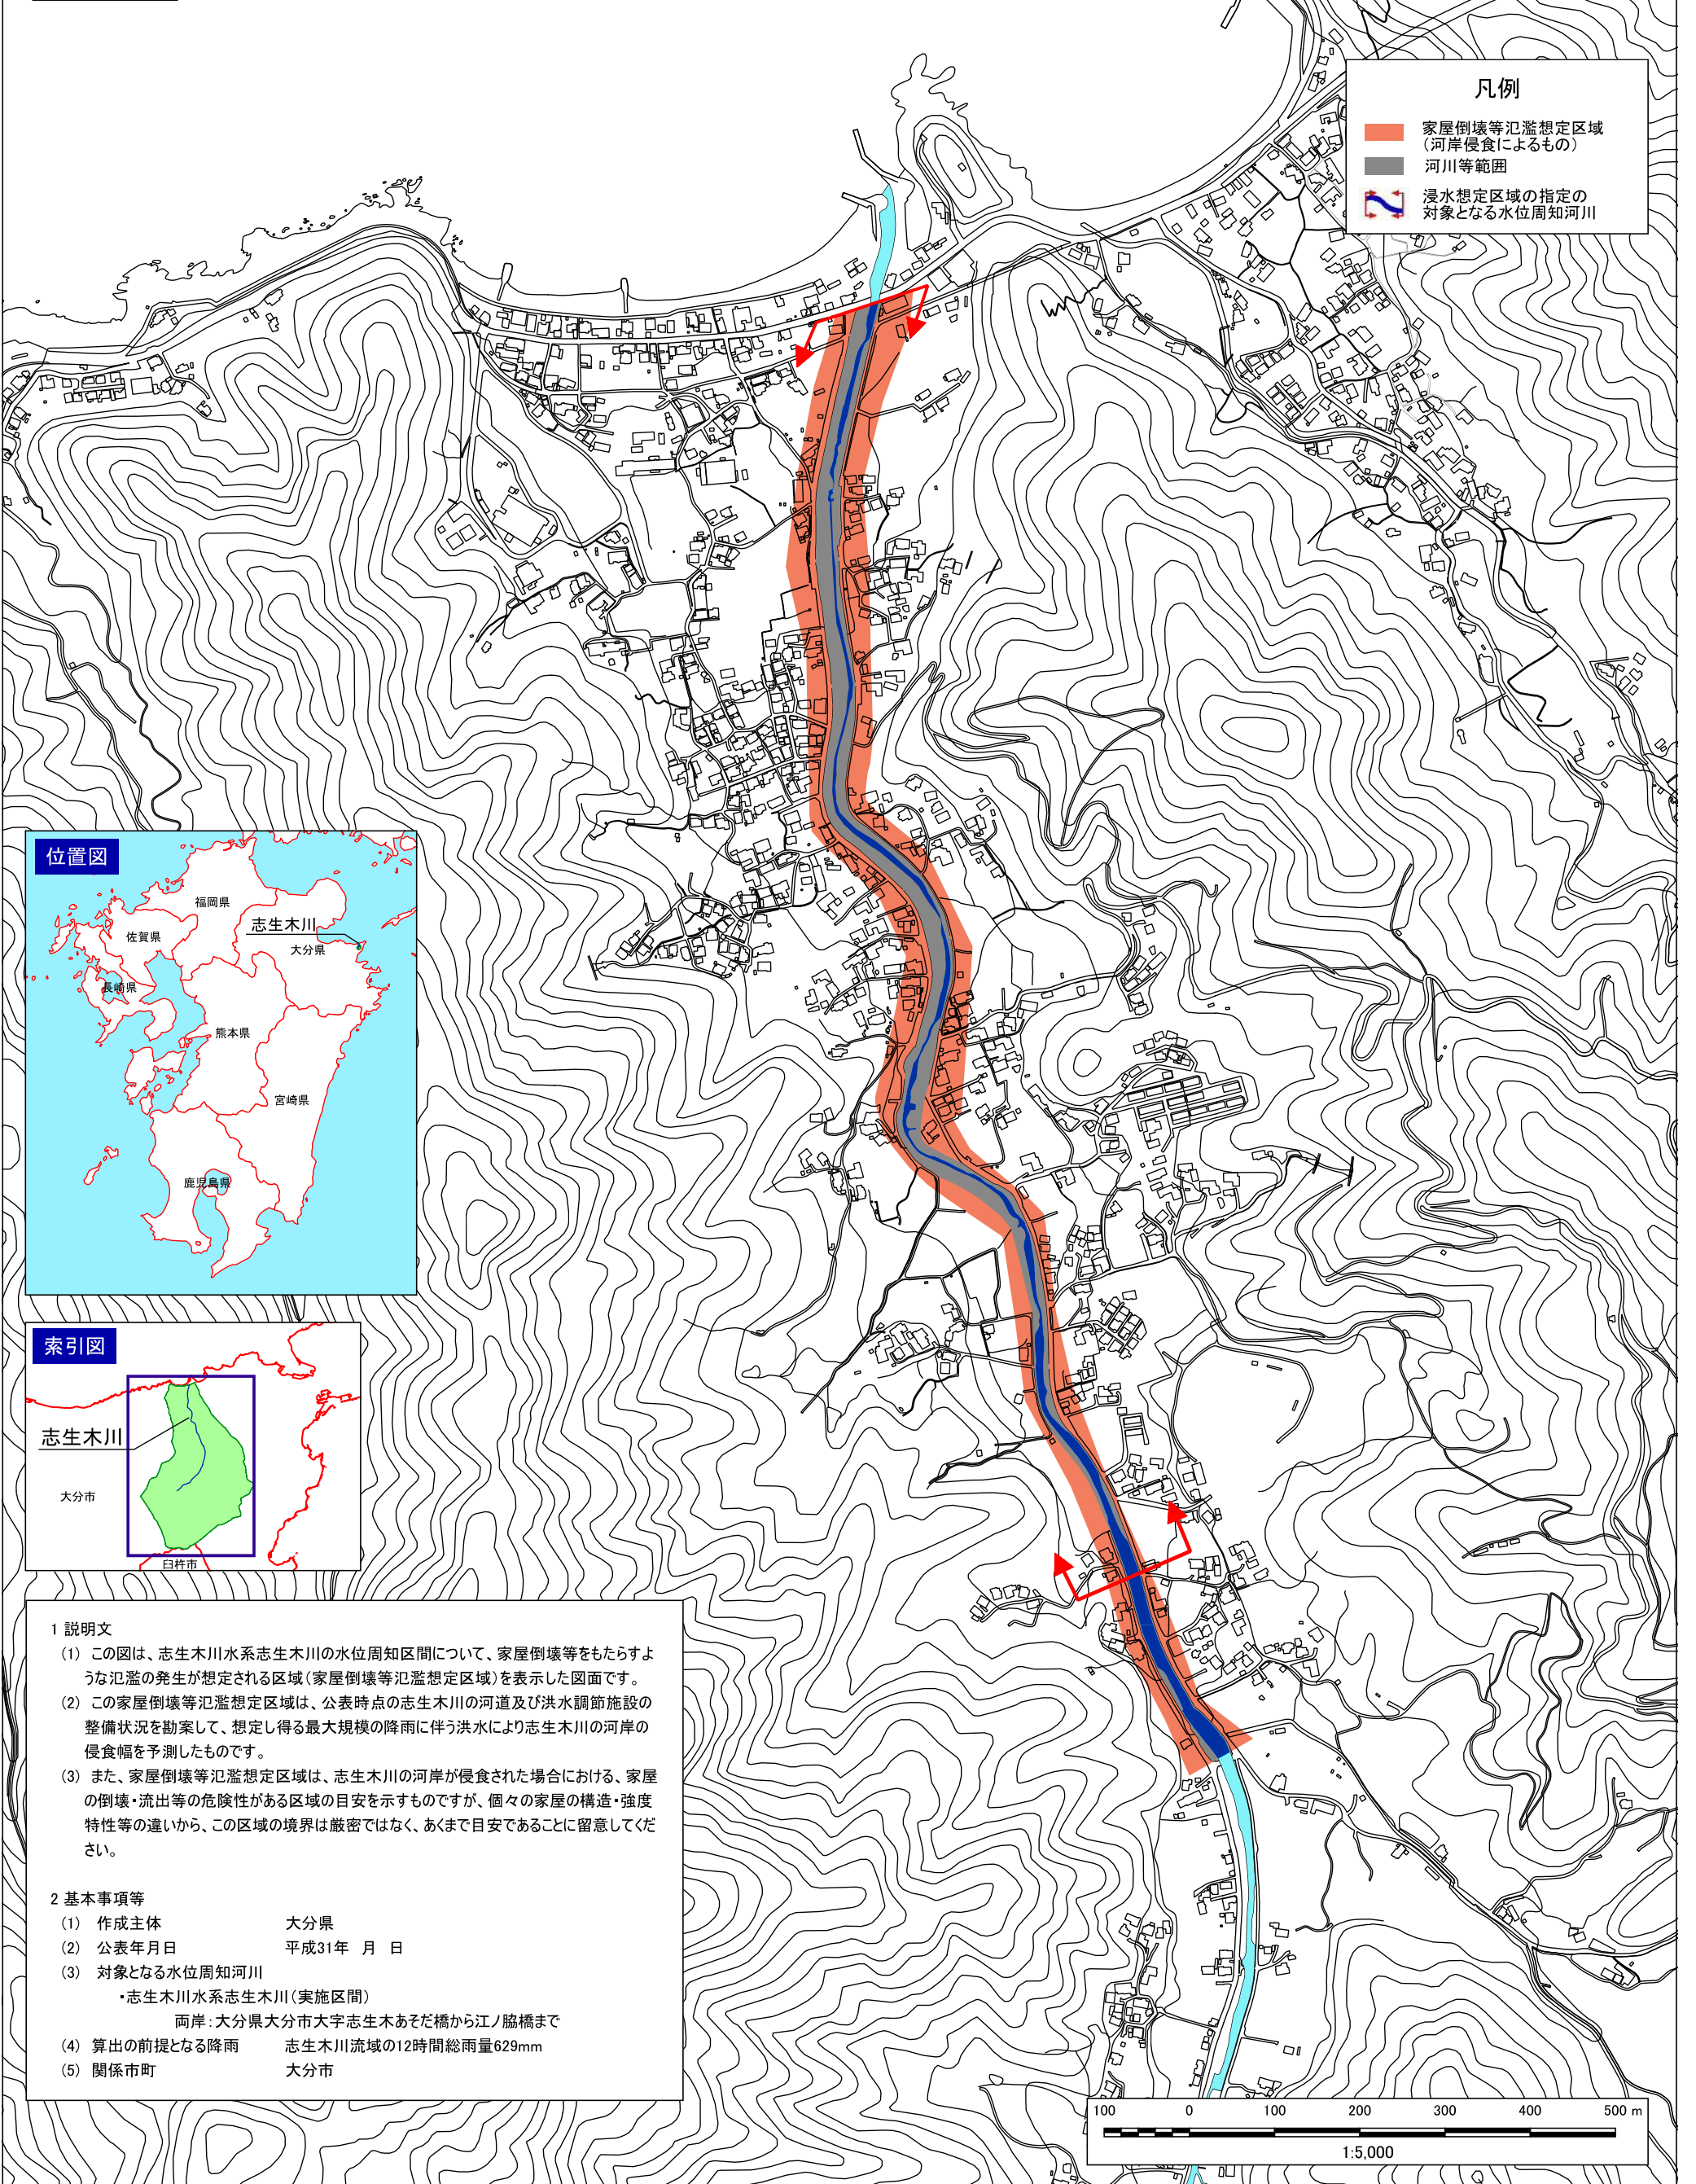 凡例
家屋倒壊等氾濫想定区域
（河岸侵食によるもの）
河川等範囲
浸水想定区域の指定の
対象となる水位周知河川
位置図
福岡県
佐賀県
志生木川
大分県
長崎県
熊本県
宮崎県
鹿児島県
索引図
志生木川
大分市
臼杵市
1 説明文
(1) この図は、志生木川水系志生木川の水位周知区間について、家屋倒壊等をもたらすよ
うな氾濫の発生が想定される区域（家屋倒壊等氾濫想定区域）を表示した図面です。
(2) この家屋倒壊等氾濫想定区域は、公表時点の志生木川の河道及び洪水調節施設の
整備状況を勘案して、想定し得る最大規模の降雨に伴う洪水により志生木川の河岸の
侵食幅を予測したものです。
(3) また、家屋倒壊等氾濫想定区域は、志生木川の河岸が侵食された場合における、家屋
の倒壊・流出等の危険性がある区域の目安を示すものですが、個々の家屋の構造・強度
特性等の違いから、この区域の境界は厳密ではなく、あくまで目安であることに留意してくだ
さい。
2 基本事項等
(1) 作成主体 大分県
(2) 公表年月日 平成31年 月 日
(3) 対象となる水位周知河川
・志生木川水系志生木川（実施区間）
両岸：大分県大分市大字志生木あそだ橋から江ノ脇橋まで
(4) 算出の前提となる降雨 志生木川流域の12時間総雨量629mm
(5) 関係市町 大分市
100 0 100 200 300 400 500 m
1:5,000